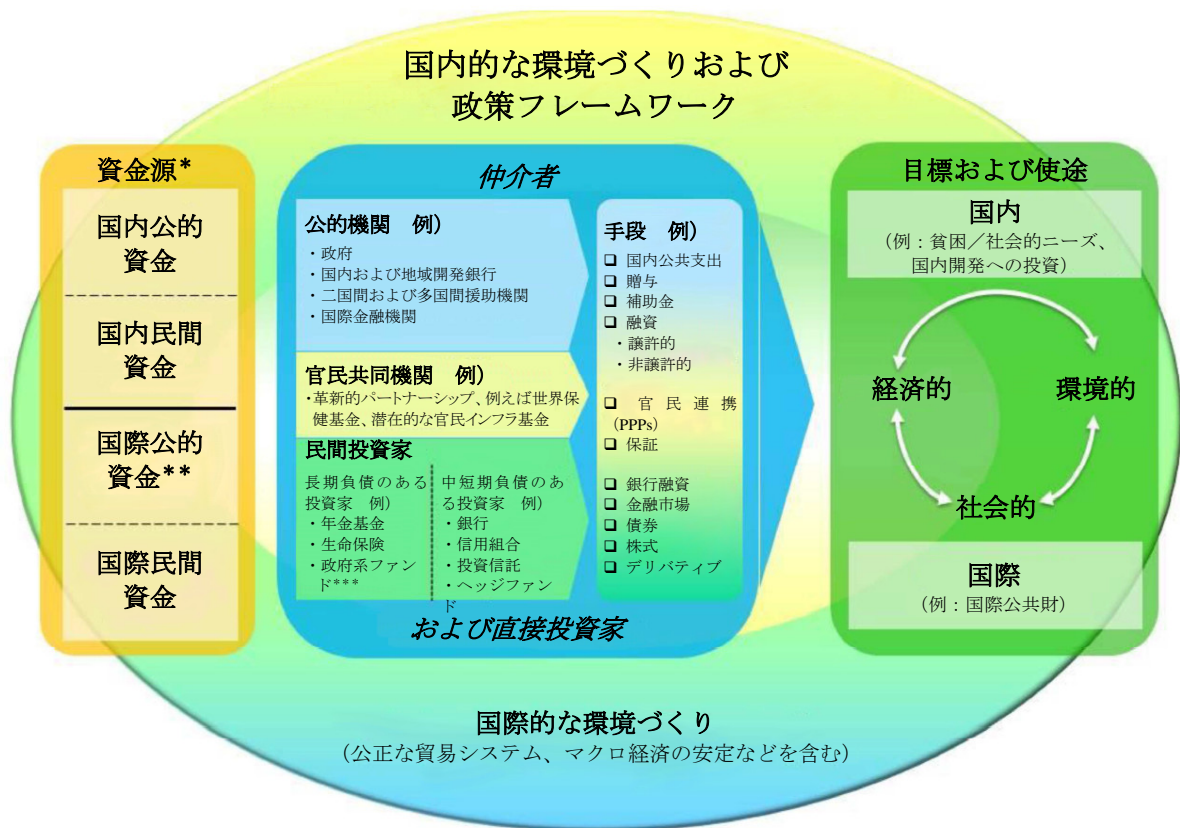 国内的な環境づくりおよび
政策フレームワーク
資金源*
国内公的
資金
国内民間
資金
国際公的
資金**
国際民間
資金
仲介者
公的機関　例）
・政府
・国内および地域開発銀行
・二国間および多国間援助機関
・国際金融機関
官民共同機関　例）
・革新的パートナーシップ、例えば世界保
健基金、潜在的な官民インフラ基金
民間投資家
長期負債のある
投資家　例）
・年金基金
・生命保険
・政府系ファン
ド***
中短期負債のあ
る投資家　例）
・銀行
・信用組合
・投資信託
・ヘッジファン
ド
手段　例）
❑ 国内公共支出
❑ 贈与
❑ 補助金
❑ 融資
・譲許的
・非譲許的
❑ 官民連携
（PPPs）
❑ 保証
❑ 銀行融資
❑ 金融市場
❑ 債券
❑ 株式
❑ デリバティブ
および直接投資家
目標および使途
国内
（例：貧困／社会的ニーズ、
国内開発への投資）
経済的
環境的
社会的
国際
（例：国際公共財）
国際的な環境づくり
（公正な貿易システム、マクロ経済の安定などを含む）